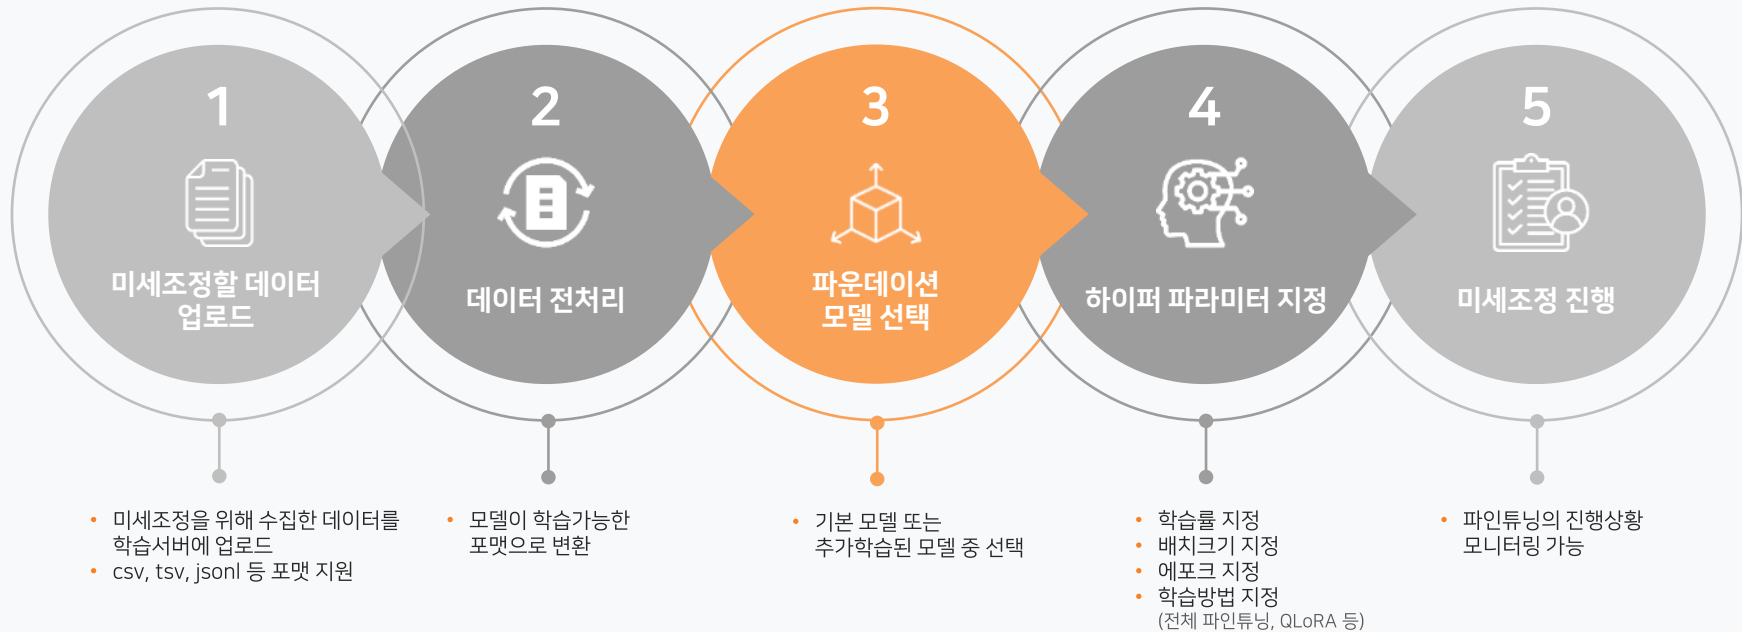 1
미세조정할 데이터
업로드
2
데이터 전처리
3
파운데이션
모델 선택
4
하이퍼 파라미터 지정
5
미세조정 진행
• 미세조정을 위해 수집한 데이터를
학습서버에 업로드
• csv, tsv, jsonl 등 포맷 지원
• 모델이 학습가능한
포맷으로 변환
• 기본 모델 또는
추가학습된 모델 중 선택
• 학습률 지정
• 배치크기 지정
• 에포크 지정
• 학습방법 지정
(전체 파인튜닝, QLoRA 등)
• 파인튜닝의 진행상황
모니터링 가능